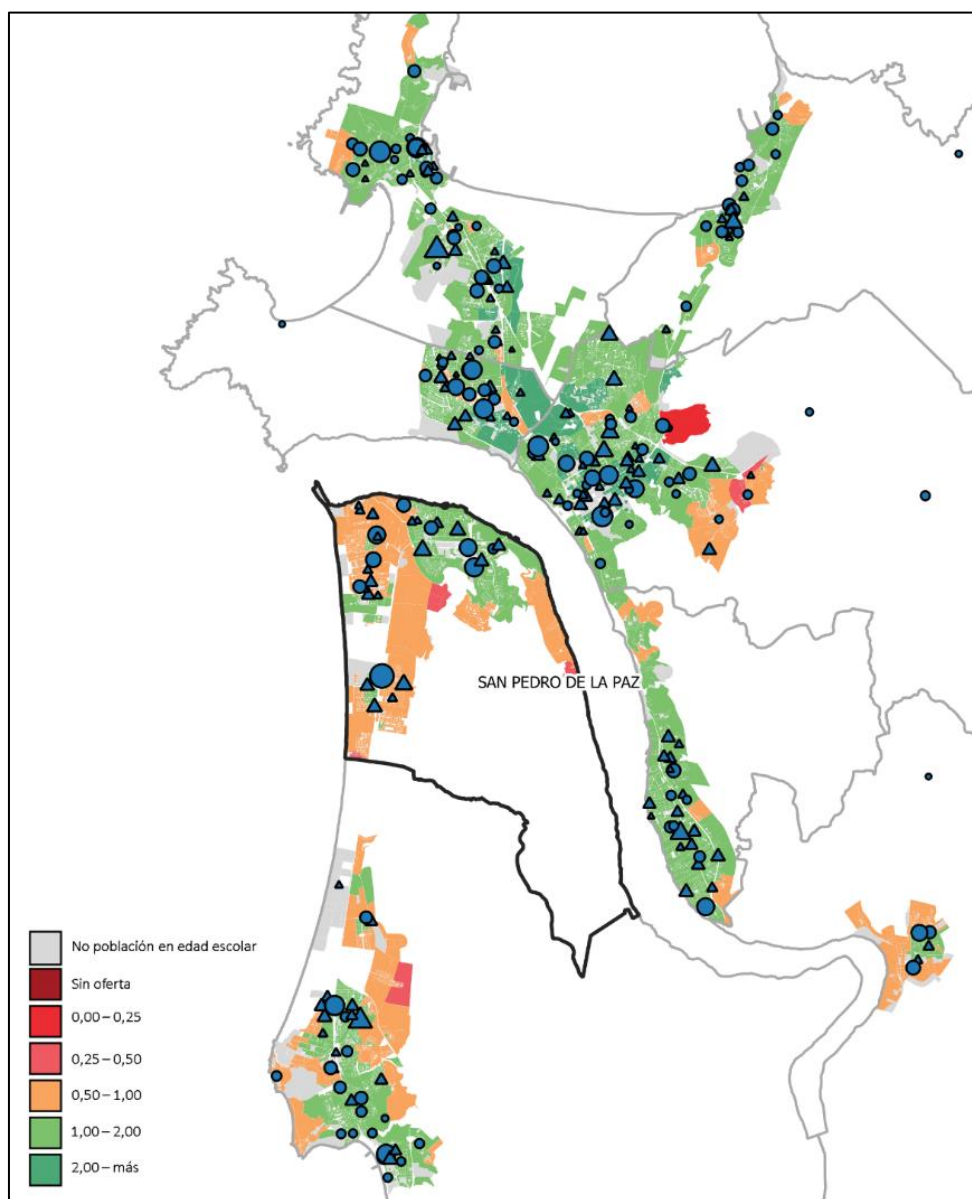 SAN PEDRO DE LA PAZ
No población en edad escolar
Sin oferta
0,00 – 0,25
0,25 – 0,50
0,50 – 1,00
1,00 – 2,00
2,00 – más